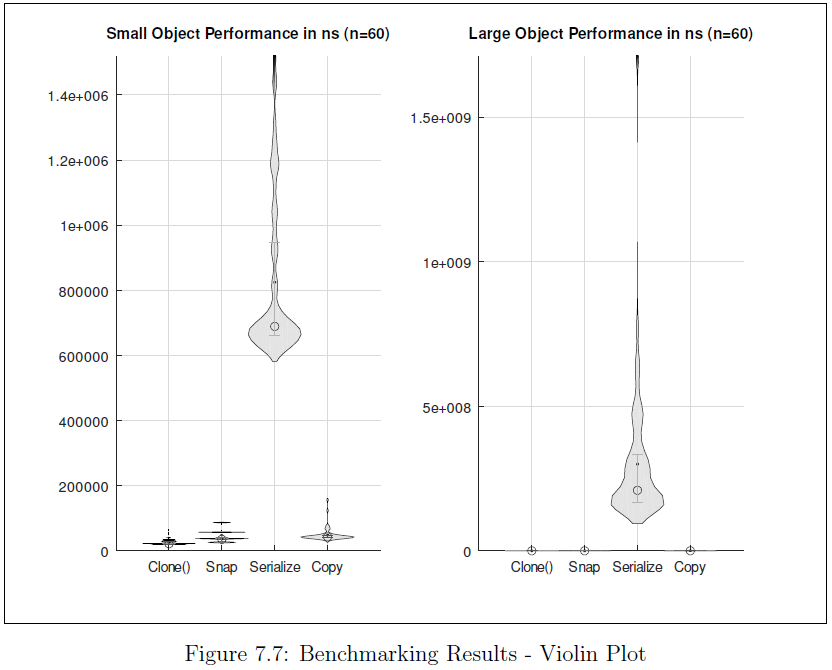 Small Object Performance in ns (n=60)
Large Object Performance in ns (n=60)
1.4e+006
1.2e+006
1e+006
800000
600000
400000
200000
0
Clone() Snap Serialize Copy
1.5e+009
1e+009
5e+008
0
Clone() Snap Serialize Copy
Figure 7.7: Benchmarking Results - Violin Plot